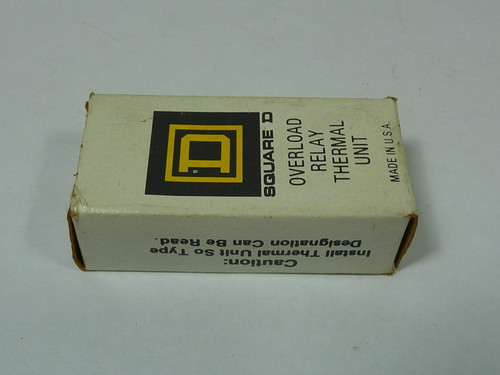 D
SQUARE D
OVERLOAD
RELAY
THERMAL
UNIT
MADE IN U.S.A.
Caution:
Install Thermal Unit So Type
Designation Can Be Read.